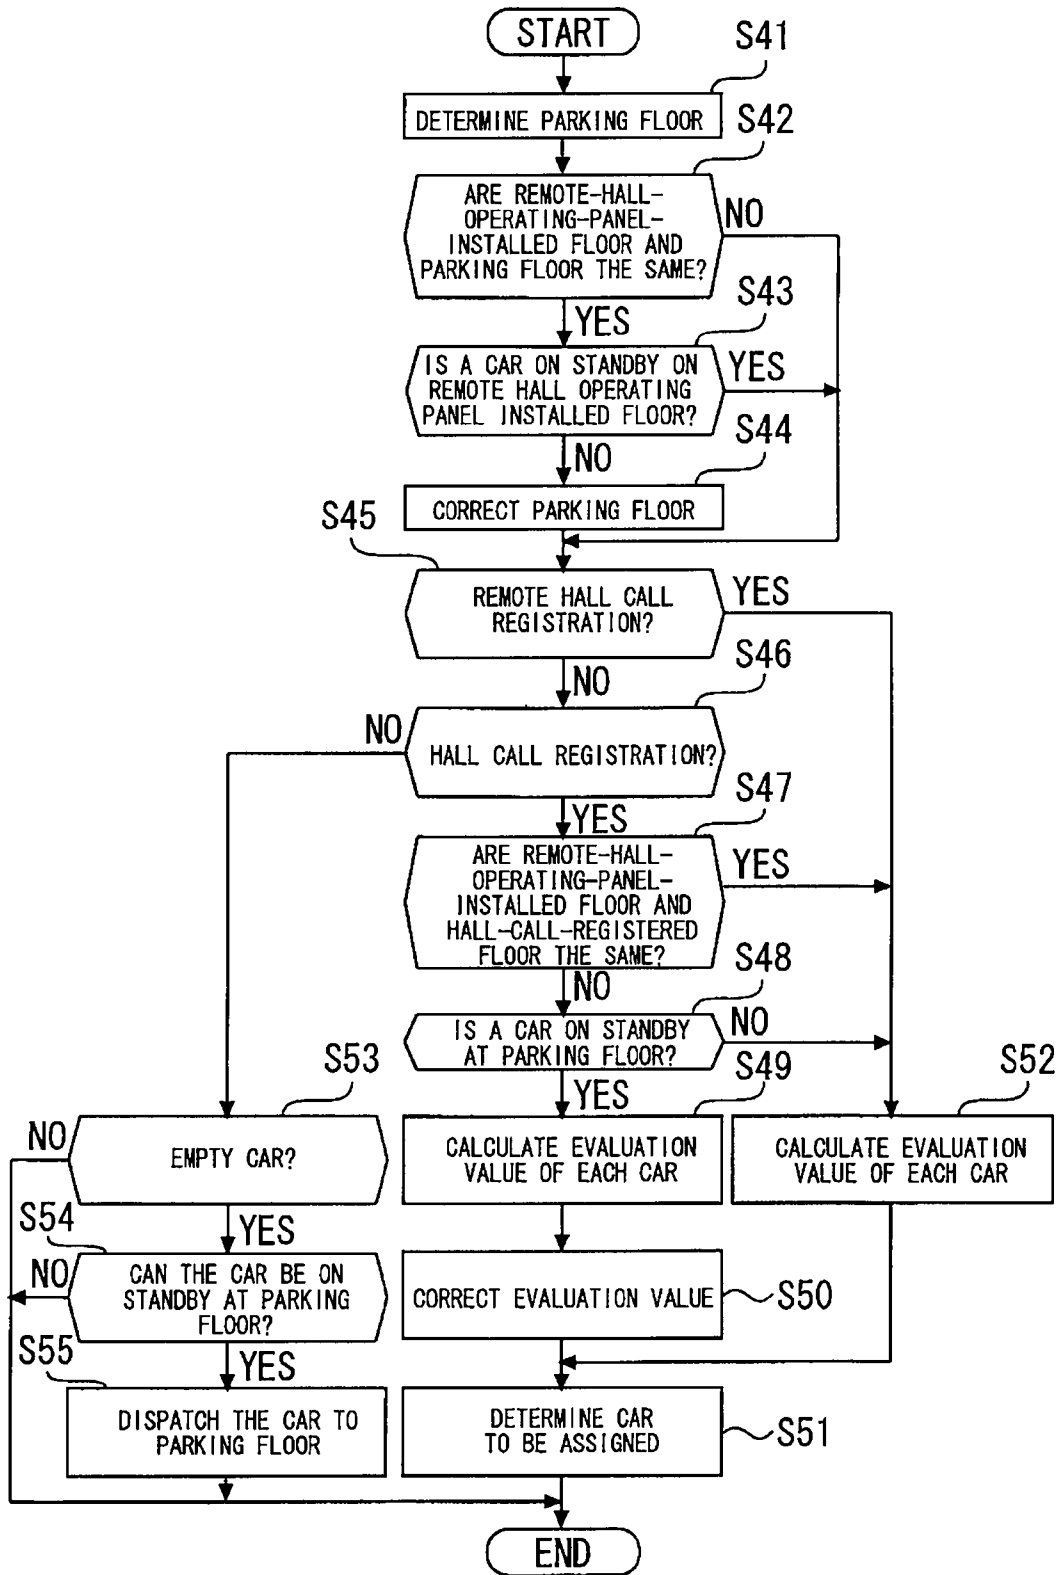 START
S41
DETERMINE PARKING FLOOR
S42
ARE REMOTE-HALL-
OPERATING-PANEL-
INSTALLED FLOOR AND
PARKING FLOOR THE SAME?
NO
YES
S43
IS A CAR ON STANDBY ON
REMOTE HALL OPERATING
PANEL INSTALLED FLOOR?
YES
NO
S44
CORRECT PARKING FLOOR
S45
REMOTE HALL CALL
REGISTRATION?
YES
NO
S46
NO
HALL CALL REGISTRATION?
YES
S47
ARE REMOTE-HALL-
OPERATING-PANEL-
INSTALLED FLOOR AND
HALL-CALL-REGISTERED
FLOOR THE SAME?
YES
NO
S48
IS A CAR ON STANDBY
AT PARKING FLOOR?
NO
YES
S53
NO
EMPTY CAR?
YES
S49
CALCULATE EVALUATION
VALUE OF EACH CAR
S52
CALCULATE EVALUATION
VALUE OF EACH CAR
S54
NO
CAN THE CAR BE ON
STANDBY AT PARKING
FLOOR?
YES
CORRECT EVALUATION VALUE
S50
S55
DISPATCH THE CAR TO
PARKING FLOOR
DETERMINE CAR
TO BE ASSIGNED
S51
END